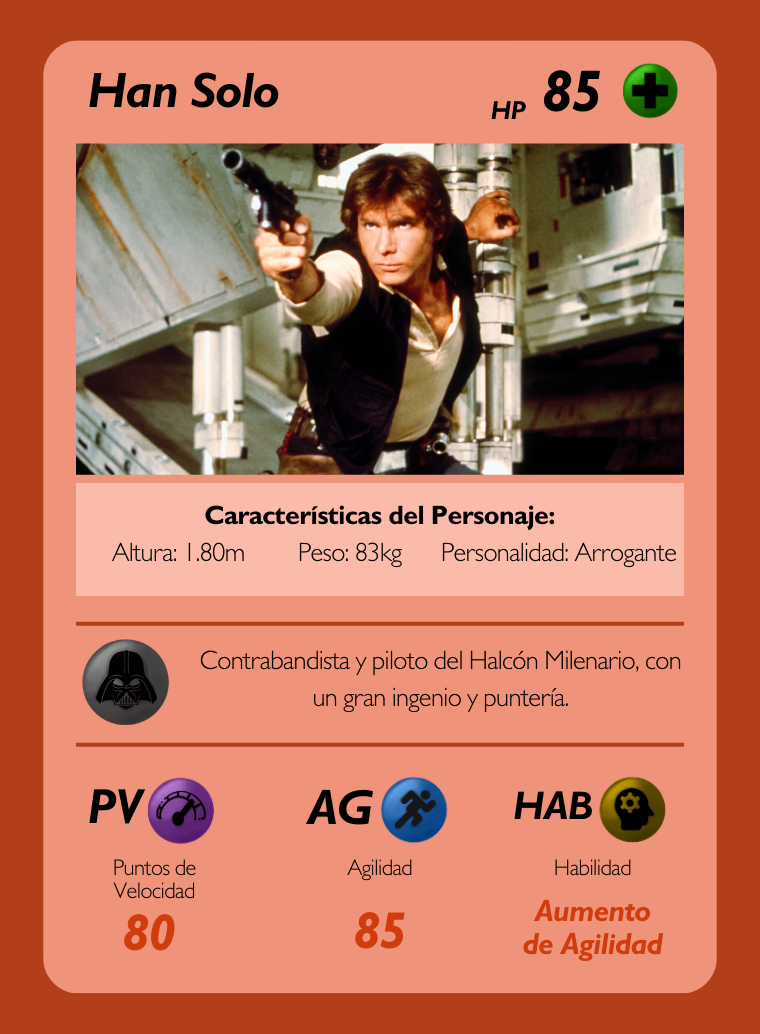 Han Solo
HP 85
Características del Personaje:
Altura: 1.80m Peso: 83kg Personalidad: Arrogante
Contrabandista y piloto del Halcón Milenario, con
un gran ingenio y puntería.
PV AG HAB
Puntos de
Velocidad
Agilidad
Habilidad
80
85
Aumento
de Agilidad